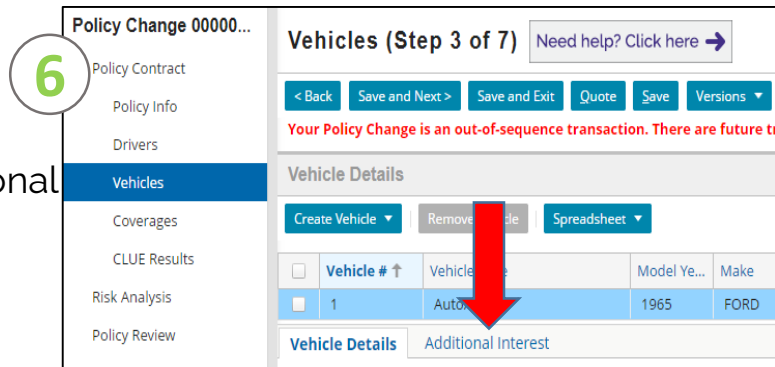 6
onal
Policy Change 00000...
Policy Contract
Policy Info
Drivers
Vehicles
Coverages
CLUE Results
Risk Analysis
Policy Review
Vehicles (Step 3 of 7)
Need help? Click here
< Back Save and Next > Save and Exit Quote Save Versions
Your Policy Change is an out-of-sequence transaction. There are future
Vehicle Details
Create Vehicle Spreadsheet
Vehicle # ↑ Vehicle Model Ye... Make
1 1965 FORD
Vehicle Details Additional Interest